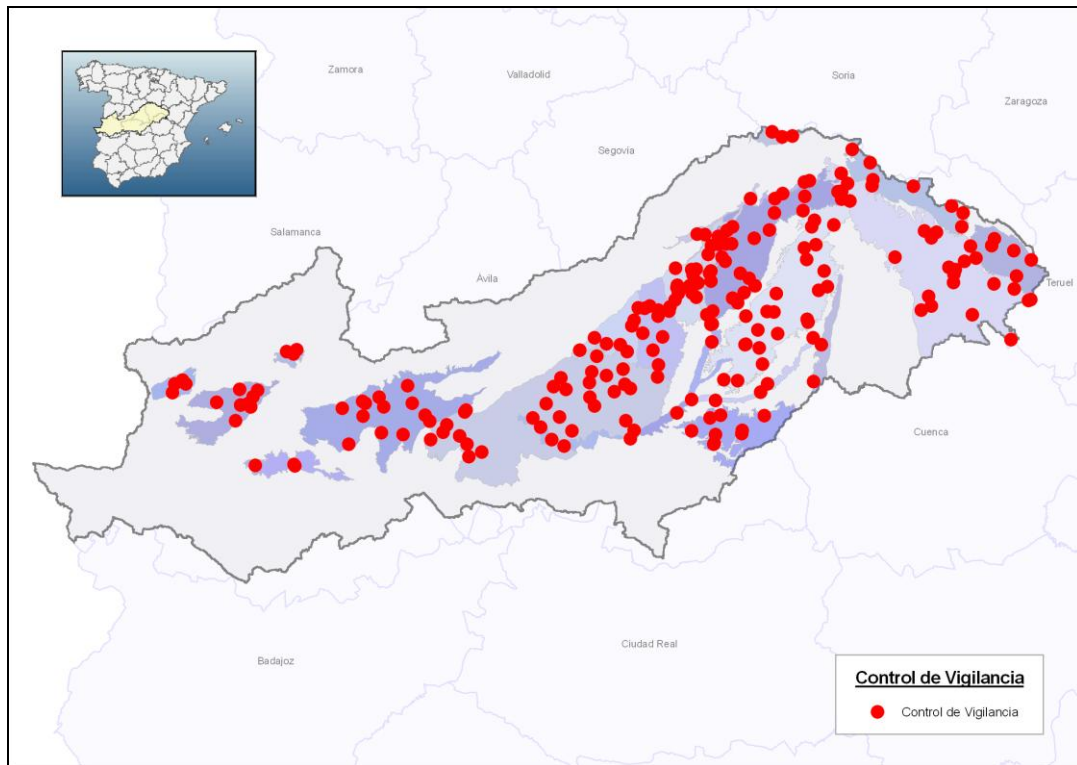 Zamora
Valladolid
Soria
Zaragoza
Segovia
Salamanca
Ávila
Teruel
Cuenca
Ciudad Real
Badajoz
Control de Vigilancia
Control de Vigilancia